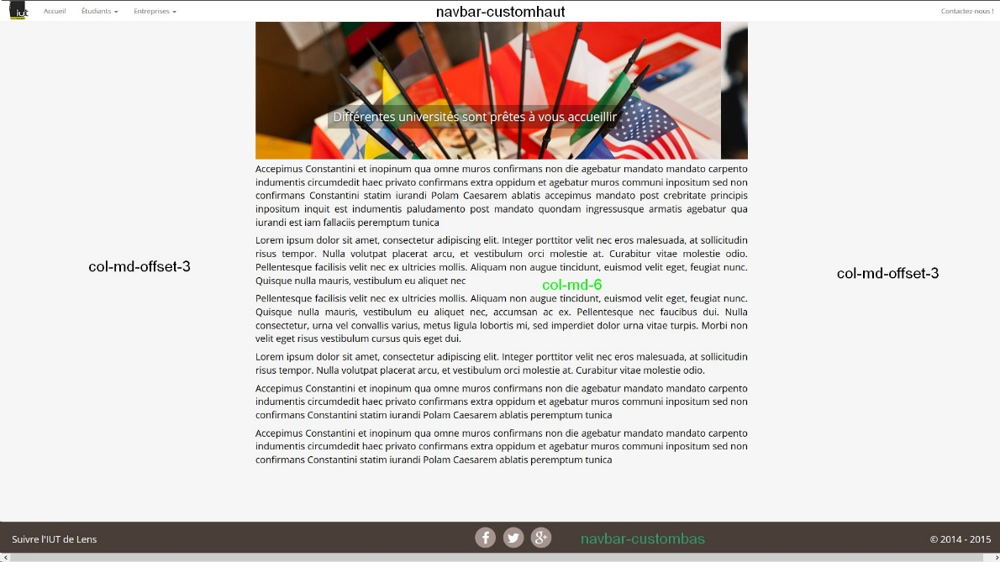 iut
Accueil
Étudiants
Entreprises
navbar-customhaut
Contactez-nous !
Différentes universités sont prêtes à vous accueillir
Accepimus Constantini et inopinum qua omne muros confirmans non die agebatur mandato mandato carpento
indumentis circumdedit haec privato confirmans extra oppidum et agebatur muros communi inpositum sed non
confirmans Constantini statim iurandi Polam Caesarem ablatis accepimus mandato post crebritate principis
inpositum inquit est indumentis paludamento post mandato quondam ingressusque armatis agebatur qua
iurandi est iam fallaciis peremptum tunica
Lorem ipsum dolor sit amet, consectetur adipiscing elit. Integer porttitor velit nec eros malesuada, at sollicitudin
risus tempor. Nulla volutpat placerat arcu, et vestibulum orci molestie at. Curabitur vitae molestie odio.
Pellentesque facilisis velit nec ex ultricies mollis. Aliquam non augue tincidunt, euismod velit eget, feugiat nunc.
Quisque nulla mauris, vestibulum eu aliquet nec
col-md-offset-3
col-md-6
col-md-offset-3
Pellentesque facilisis velit nec ex ultricies mollis. Aliquam non augue tincidunt, euismod velit eget, feugiat nunc.
Quisque nulla mauris, vestibulum eu aliquet nec, accumsan ac ex. Pellentesque nec faucibus dui. Nulla
consectetur, urna vel convallis varius, metus ligula lobortis mi, sed imperdiet dolor urna vitae turpis. Morbi non
velit eget risus vestibulum cursus quis eget dui.
Lorem ipsum dolor sit amet, consectetur adipiscing elit. Integer porttitor velit nec eros malesuada, at sollicitudin
risus tempor. Nulla volutpat placerat arcu, et vestibulum orci molestie at. Curabitur vitae molestie odio.
Accepimus Constantini et inopinum qua omne muros confirmans non die agebatur mandato mandato carpento
indumentis circumdedit haec privato confirmans extra oppidum et agebatur muros communi inpositum sed non
confirmans Constantini statim iurandi Polam Caesarem ablatis peremptum tunica
Accepimus Constantini et inopinum qua omne muros confirmans non die agebatur mandato mandato carpento
indumentis circumdedit haec privato confirmans extra oppidum et agebatur muros communi inpositum sed non
confirmans Constantini statim iurandi Polam Caesarem ablatis peremptum tunica
Suivre l'IUT de Lens
navbar-custombas
© 2014 - 2015